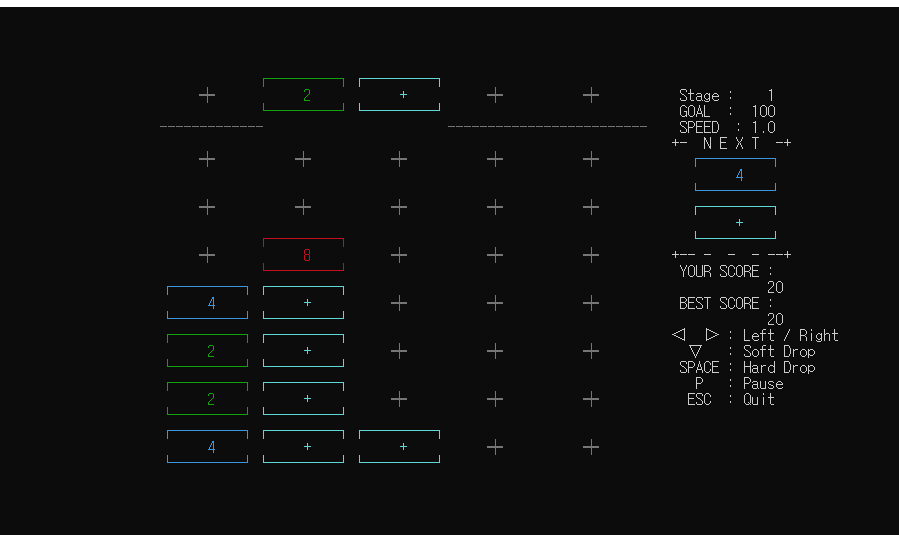 + 2 + + +
Stage : 1
GOAL : 100
SPEED : 1.0
+- N E X T -+
4
+
+-- - - - --+
YOUR SCORE :
20
BEST SCORE :
20
◁ ▷ : Left / Right
▽ : Soft Drop
SPACE : Hard Drop
P : Pause
ESC : Quit
+ + + + +
+ + + + +
+ 8 + + +
4 + + + +
2 + + + +
2 + + + +
4 + + + +